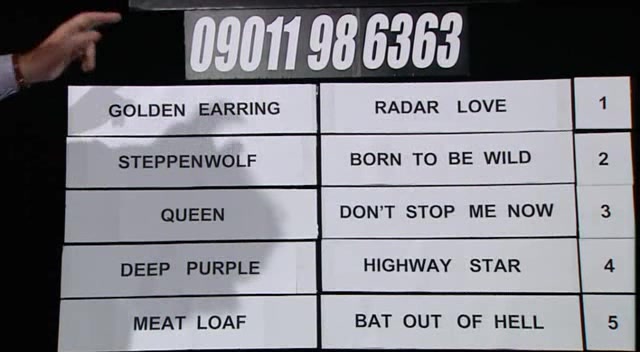 09011 98 6363
GOLDEN EARRING RADAR LOVE 1
STEPPENWOLF BORN TO BE WILD 2
QUEEN DON'T STOP ME NOW 3
DEEP PURPLE HIGHWAY STAR 4
MEAT LOAF BAT OUT OF HELL 5